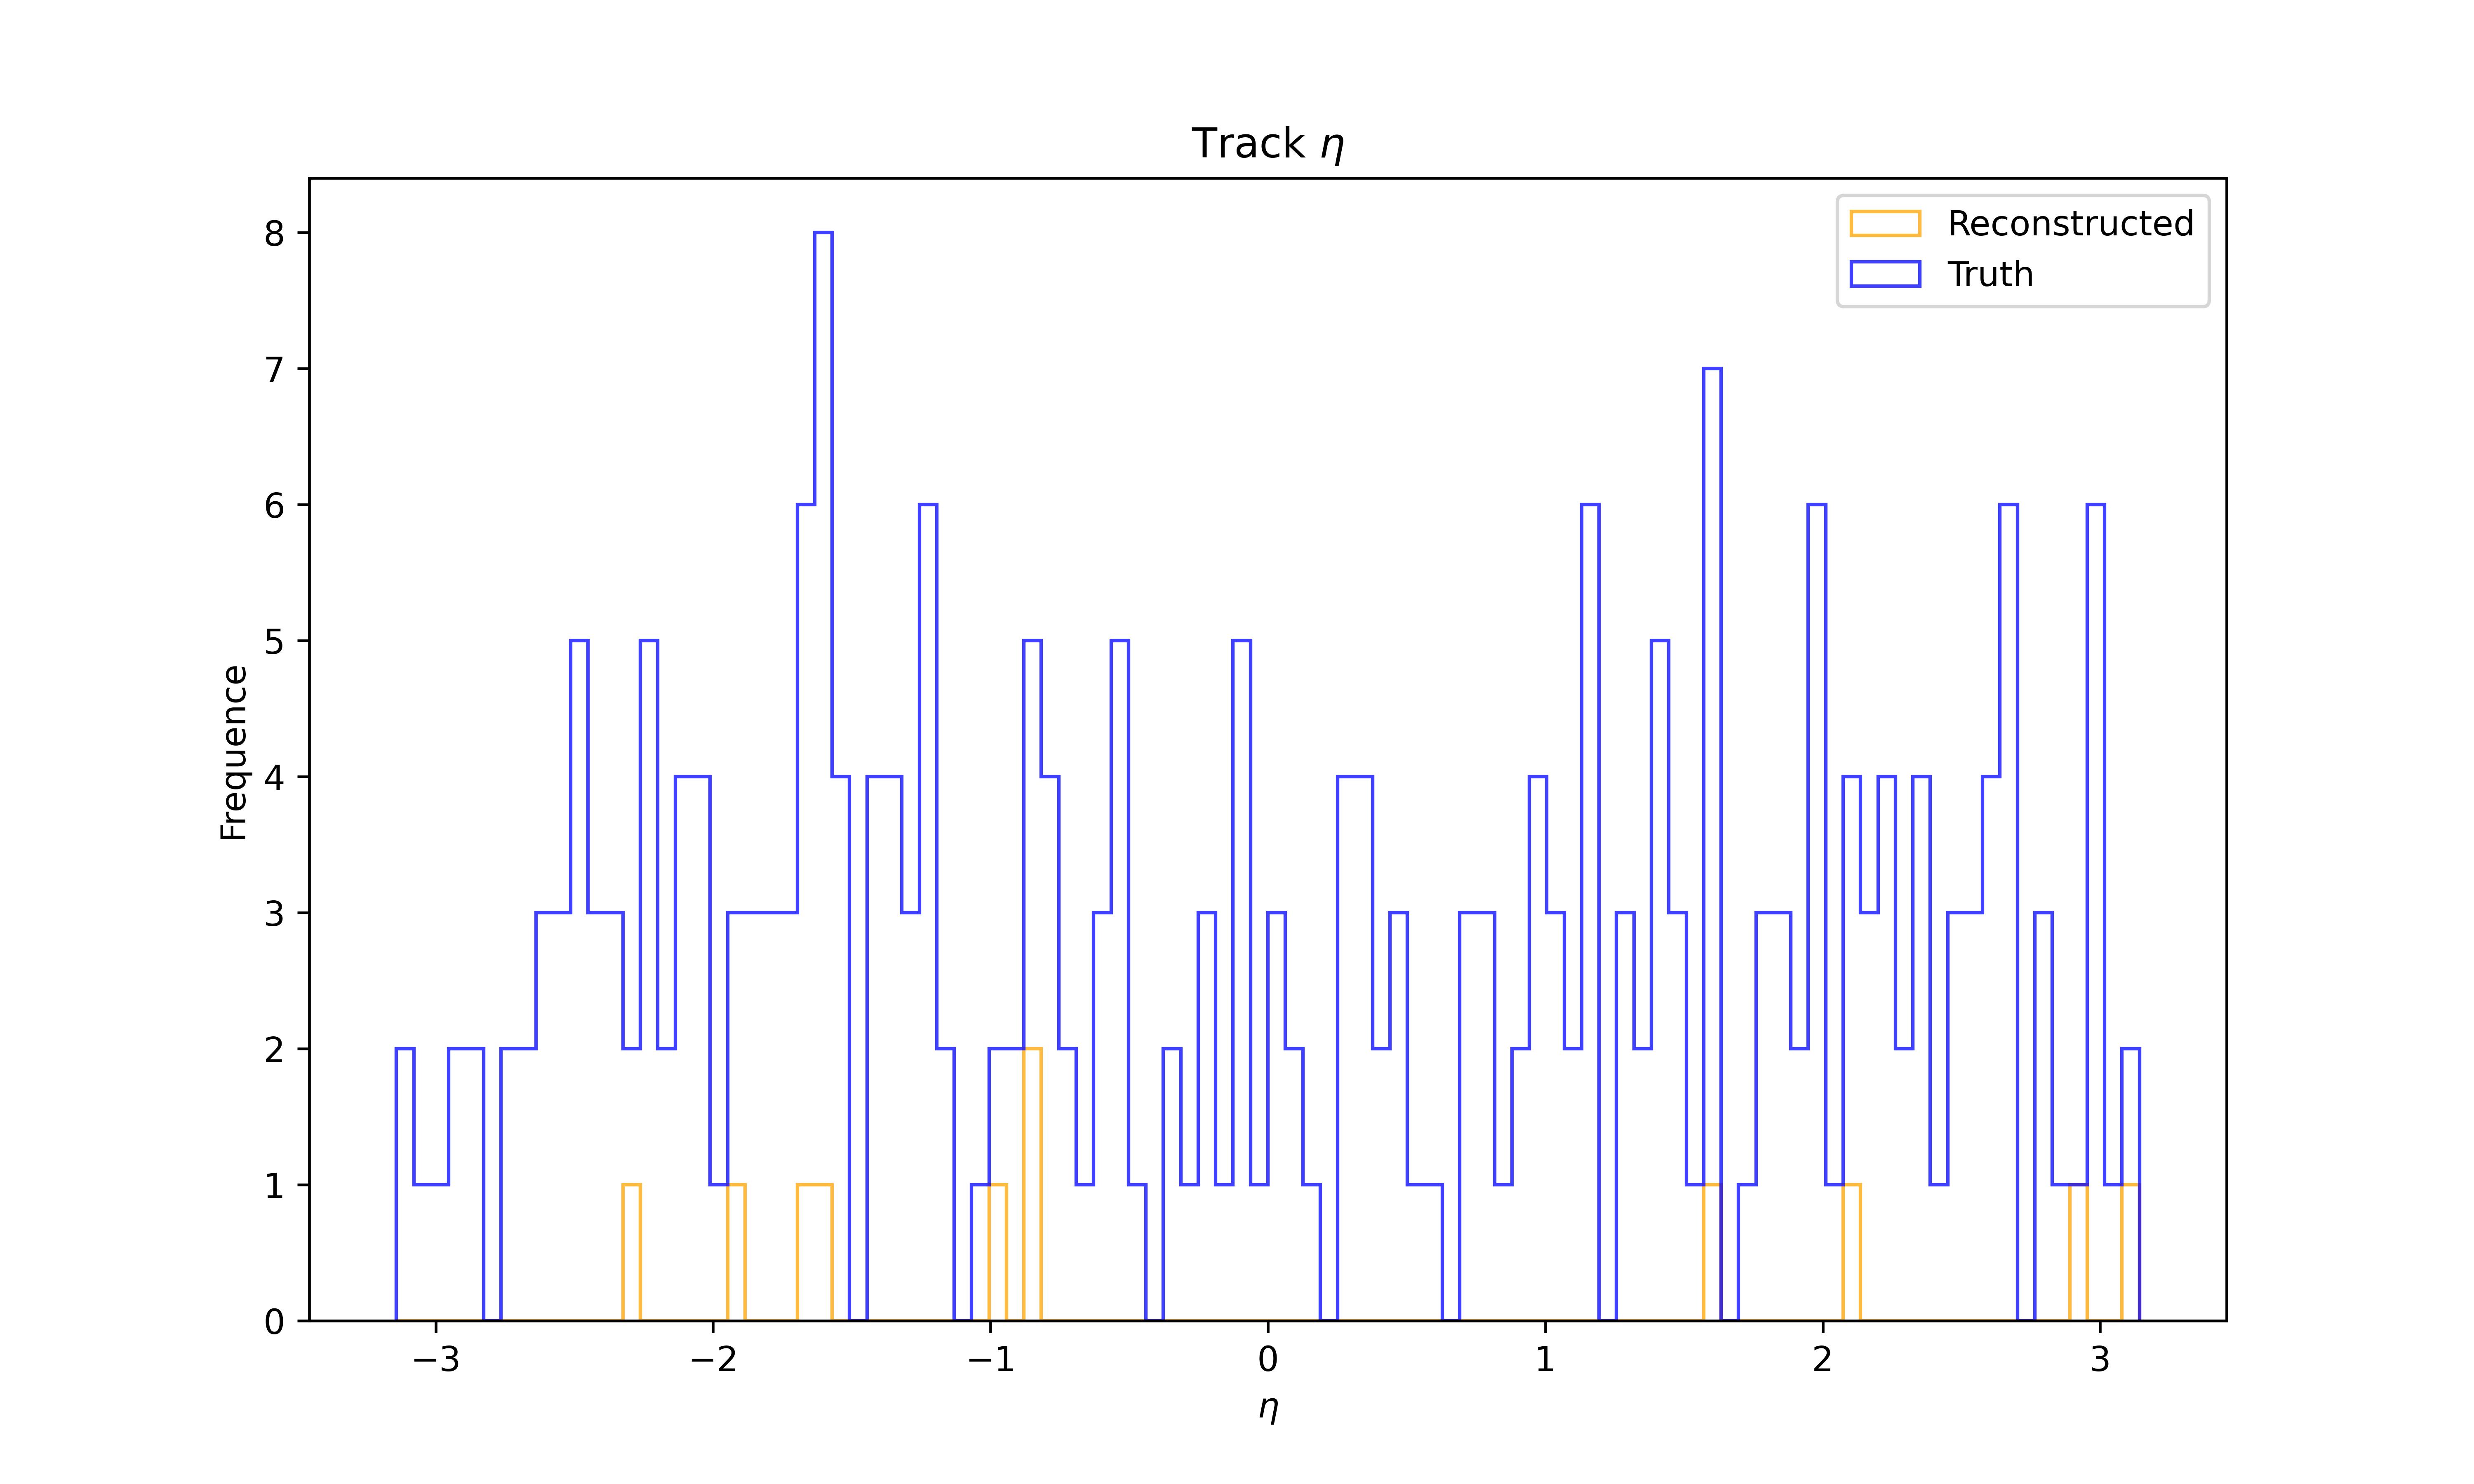 Track η
Reconstructed
Truth
8
7
6
5
4
3
2
1
0
Frequence
−3 −2 −1 0 1 2 3
η